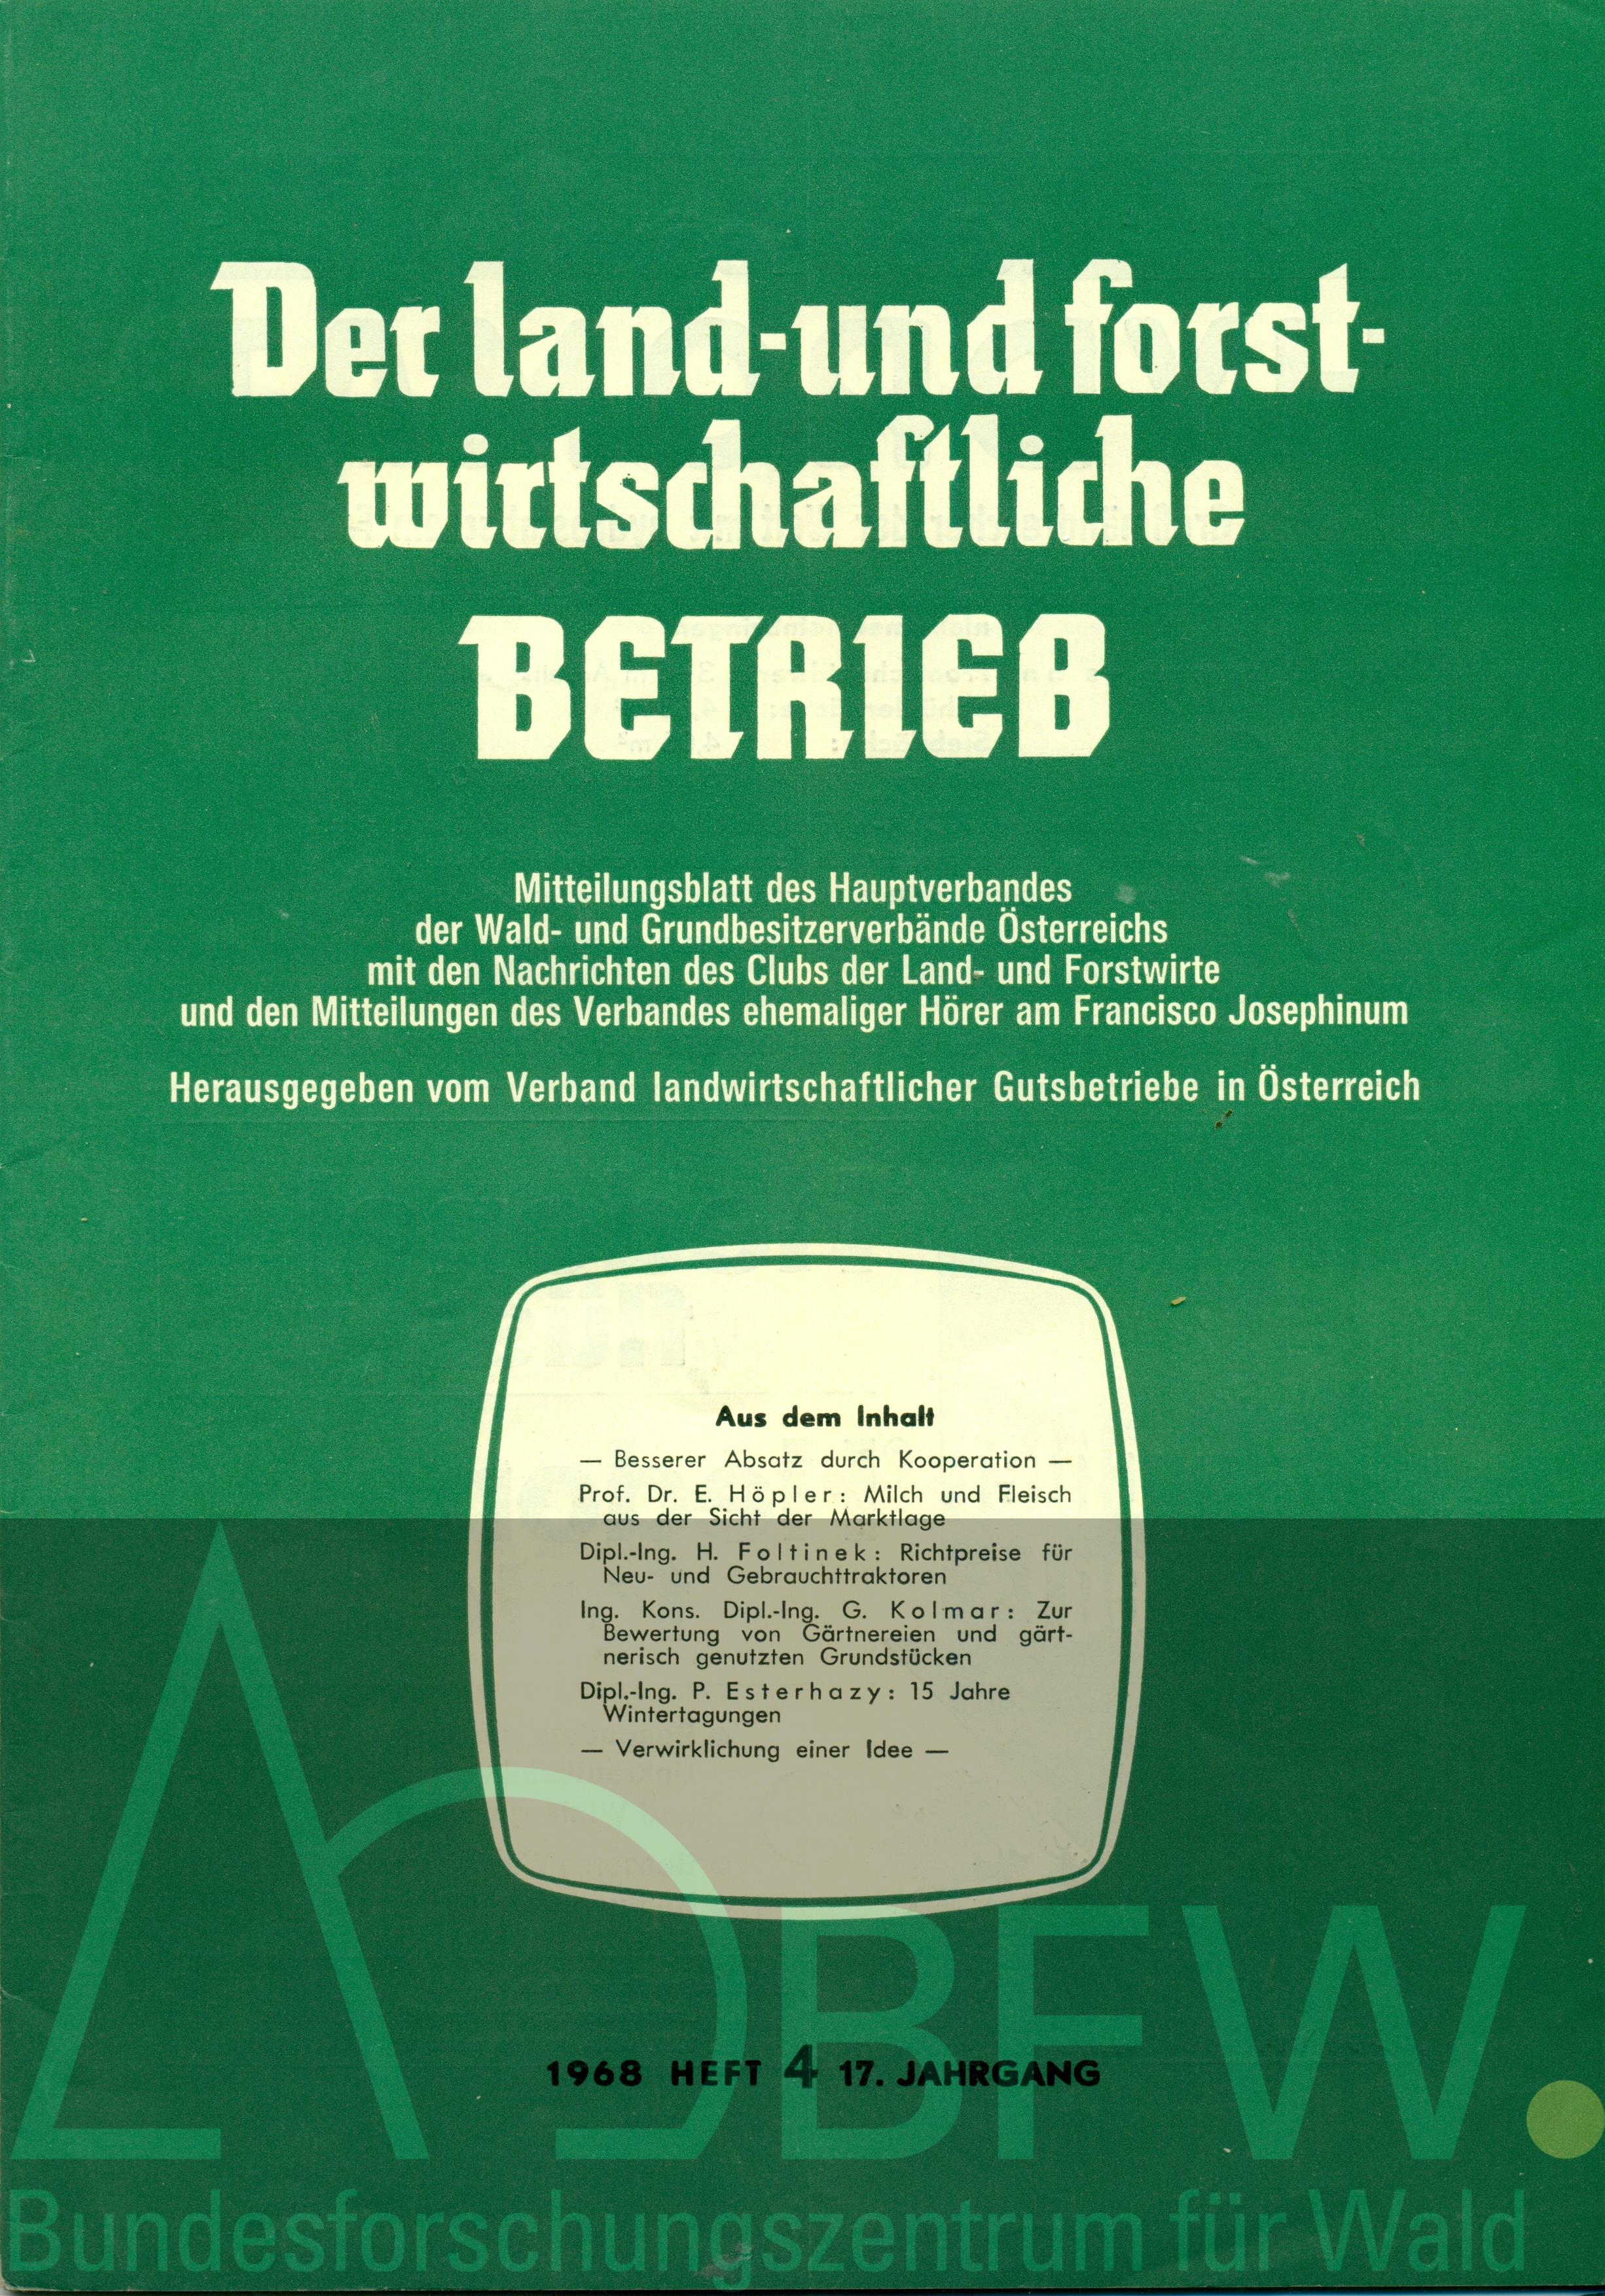 Der land-und forst-
wirtschaftliche
BETRIEB
Mitteilungsblatt des Hauptverbandes
der Wald- und Grundbesitzerverbände Österreichs
mit den Nachrichten des Clubs der Land- und Forstwirte
und den Mitteilungen des Verbandes ehemaliger Hörer am Francisco Josephinum
Herausgegeben vom Verband landwirtschaftlicher Gutsbetriebe in Österreich
Aus dem Inhalt
— Besserer Absatz durch Kooperation —
Prof. Dr. E. Höpler: Milch und Fleisch
aus der Sicht der Marktlage
Dipl.-Ing. H. Foltinek: Richtpreise für
Neu- und Gebrauchttraktoren
Ing. Kons. Dipl.-Ing. G. Kolmar: Zur
Bewertung von Gärtnereien und gärt-
nerisch genutzten Grundstücken
Dipl.-Ing. P. Esterhazy: 15 Jahre
Wintertagungen
— Verwirklichung einer Idee —
1968 HEFT 4 17. JAHRGANG
BFW.
Bundesforschungszentrum für Wald